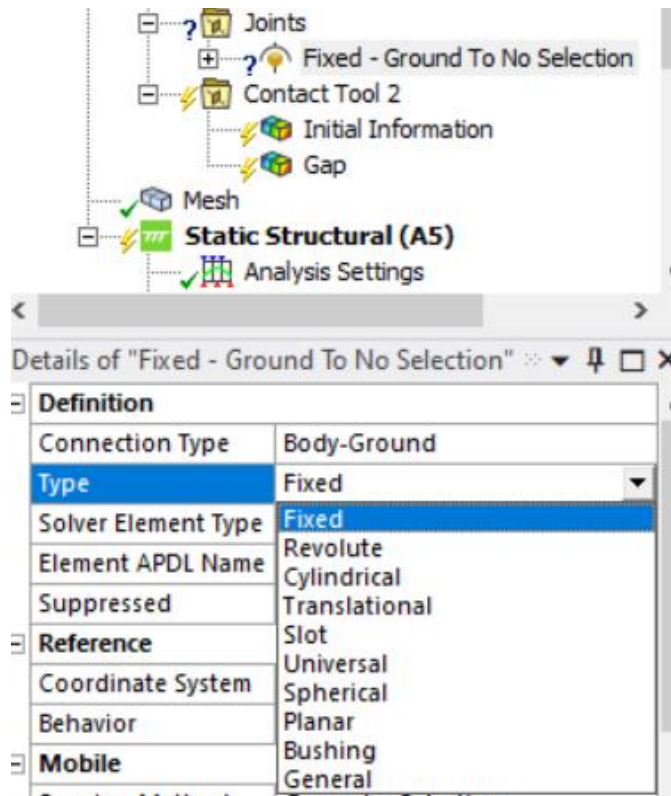 Joints
Fixed - Ground To No Selection
Contact Tool 2
Initial Information
Gap
Mesh
Static Structural (A5)
Analysis Settings
Details of "Fixed - Ground To No Selection"
Definition
Connection Type Body-Ground
Type Fixed
Solver Element Type Fixed
Revolute
Element APDL Name Cylindrical
Suppressed Translational
Reference Slot
Universal
Coordinate System Spherical
Behavior Planar
Bushing
Mobile General